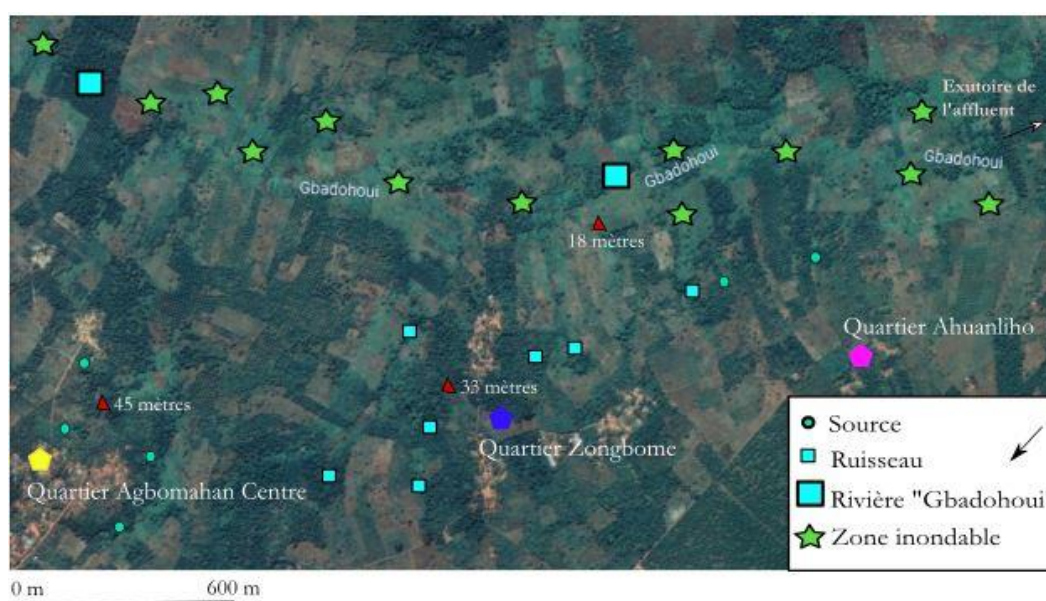 Exutoire de
l'affluent
Gbadohoui
Gbadohoui
Gbadohoui
18 mètres
Quartier Ahuanliho
33 mètres
45 mètres
Quartier Zongbome
Quartier Agbomahan Centre
Source
Ruisseau
Rivière "Gbadohoui
Zone inondable
0 m 600 m